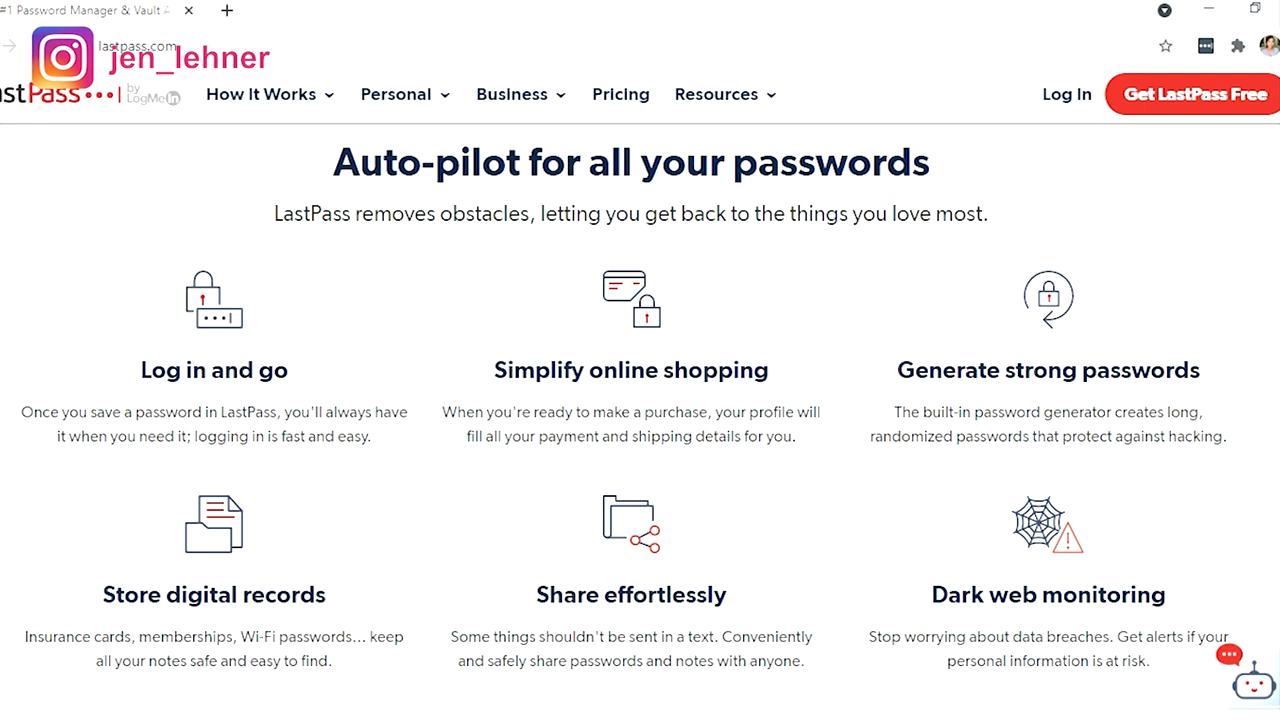 #1 Password Manager & Vault
lastpass.com
jen_lehner
astPass
by
LogMeIn
How It Works
Personal
Business
Pricing
Resources
Log In
Get LastPass Free
Auto-pilot for all your passwords
LastPass removes obstacles, letting you get back to the things you love most.
Log in and go
Once you save a password in LastPass, you'll always have
it when you need it; logging in is fast and easy.
Simplify online shopping
When you're ready to make a purchase, your profile will
fill all your payment and shipping details for you.
Generate strong passwords
The built-in password generator creates long,
randomized passwords that protect against hacking.
Store digital records
Insurance cards, memberships, Wi-Fi passwords... keep
all your notes safe and easy to find.
Share effortlessly
Some things shouldn't be sent in a text. Conveniently
and safely share passwords and notes with anyone.
Dark web monitoring
Stop worrying about data breaches. Get alerts if your
personal information is at risk.